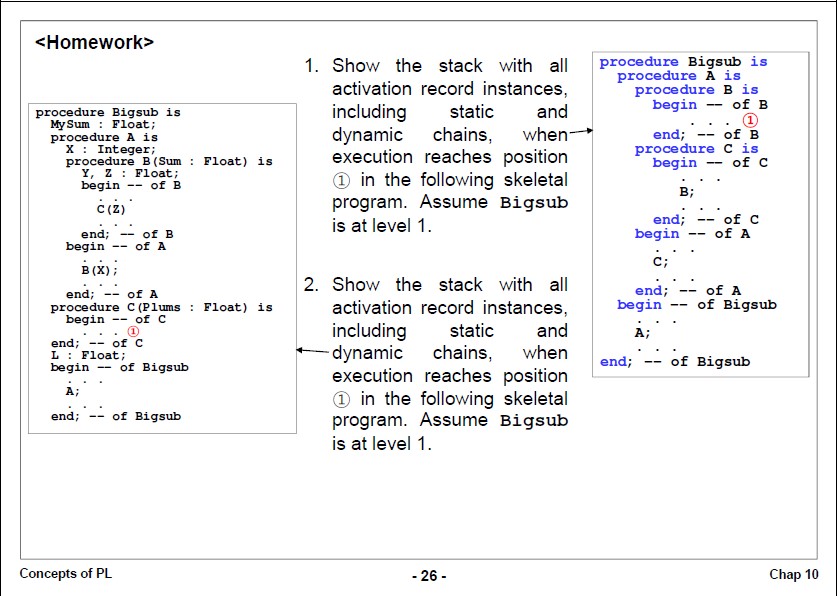 <Homework>
1. Show the stack with all
activation record instances,
including static and
dynamic chains, when
execution reaches position
① in the following skeletal
program. Assume Bigsub
is at level 1.
procedure Bigsub is
procedure A is
procedure B is
begin -- of B
. . . ①
end; -- of B
procedure C is
begin -- of C
. . .
B;
. . .
end; -- of C
begin -- of A
. . .
C;
. . .
end; -- of A
begin -- of Bigsub
. . .
A;
. . .
end; -- of Bigsub
2. Show the stack with all
activation record instances,
including static and
dynamic chains, when
execution reaches position
① in the following skeletal
program. Assume Bigsub
is at level 1.
procedure Bigsub is
MySum : Float;
procedure A is
X : Integer;
procedure B(Sum : Float) is
Y, Z : Float;
begin -- of B
. . .
C(Z)
. . .
end; -- of B
begin -- of A
. . .
B(X);
. . .
end; -- of A
procedure C(Plums : Float) is
begin -- of C
. . . ①
end; -- of C
L : Float;
begin -- of Bigsub
. . .
A;
. . .
end; -- of Bigsub
Concepts of PL
- 26 -
Chap 10